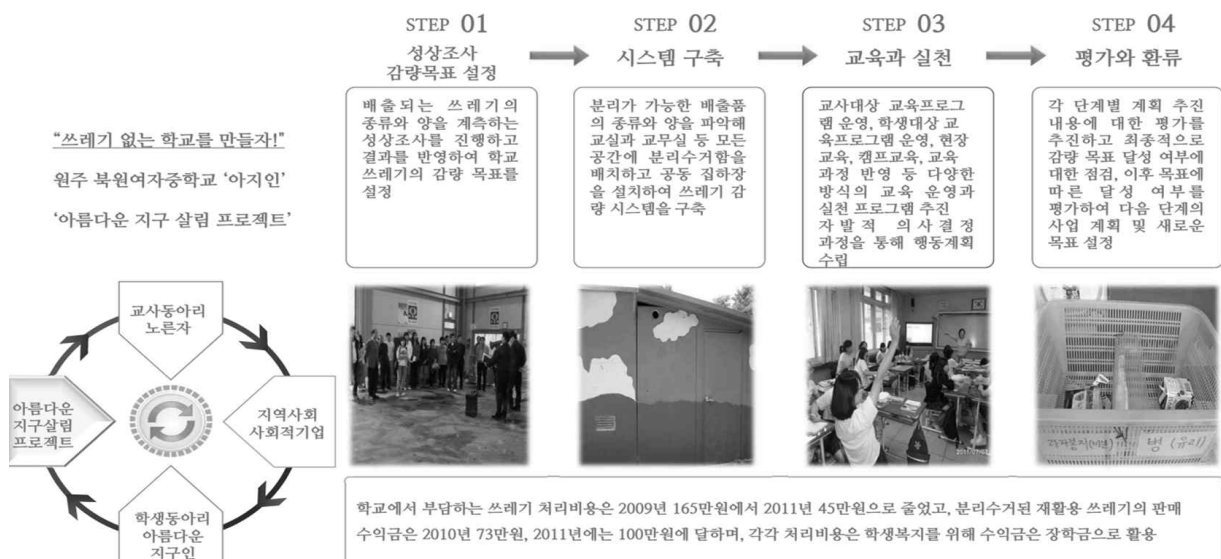 STEP 01
성상조사
감량목표 설정
배출되는 쓰레기의
종류와 양을 계측하는
성상조사를 진행하고
결과를 반영하여 학교
쓰레기의 감량 목표를
설정
STEP 02
시스템 구축
분리가 가능한 배출품
의 종류와 양을 파악해
교실과 교무실 등 모든
공간에 분리수거함을
배치하고 공동 집하장
을 설치하여 쓰레기 감
량 시스템을 구축
STEP 03
교육과 실천
교사대상 교육프로그
램 운영, 학생대상 교
육프로그램 운영, 현장
교육, 캠프교육, 교육
과정 반영 등 다양한
방식의 교육 운영과
실천 프로그램 추진
자발적 의사결정
과정을 통해 행동계획
수립
STEP 04
평가와 환류
각 단계별 계획 추진
내용에 대한 평가를
추진하고 최종적으로
감량 목표 달성 여부에
대한 점검, 이후 목표에
따른 달성 여부를
평가하여 다음 단계의
사업 계획 및 새로운
목표 설정
"쓰레기 없는 학교를 만들자!"
원주 북원여자중학교 '아지인'
'아름다운 지구 살림 프로젝트'
교사동아리
노른자
지역사회
사회적기업
학생동아리
아름다운
지구인
아름다운
지구살림
프로젝트
병 (유리)
학교에서 부담하는 쓰레기 처리비용은 2009년 165만원에서 2011년 45만원으로 줄었고, 분리수거된 재활용 쓰레기의 판매
수익금은 2010년 73만원, 2011년에는 100만원에 달하며, 각각 처리비용은 학생복지를 위해 수익금은 장학금으로 활용